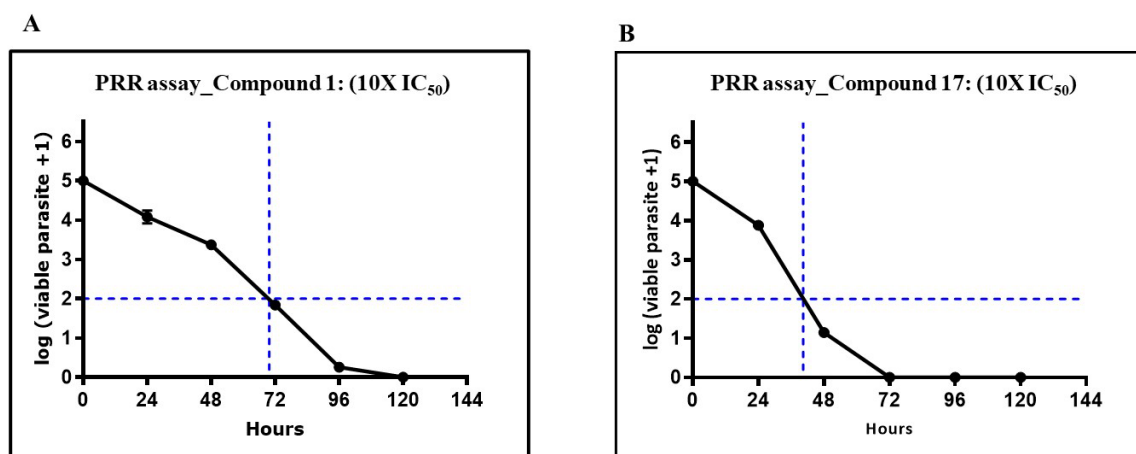 A
PRR assay_Compound 1: (10X IC50)
log (viable parasite +1)
6
5
4
3
2
1
0
0 24 48 72 96 120 144
Hours
B
PRR assay_Compound 17: (10X IC50)
log (viable parasite +1)
6
5
4
3
2
1
0
0 24 48 72 96 120 144
Hours